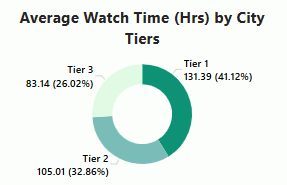 Average Watch Time (Hrs) by City
Tiers
Tier 1
131.39 (41.12%)
Tier 3
83.14 (26.02%)
Tier 2
105.01 (32.86%)